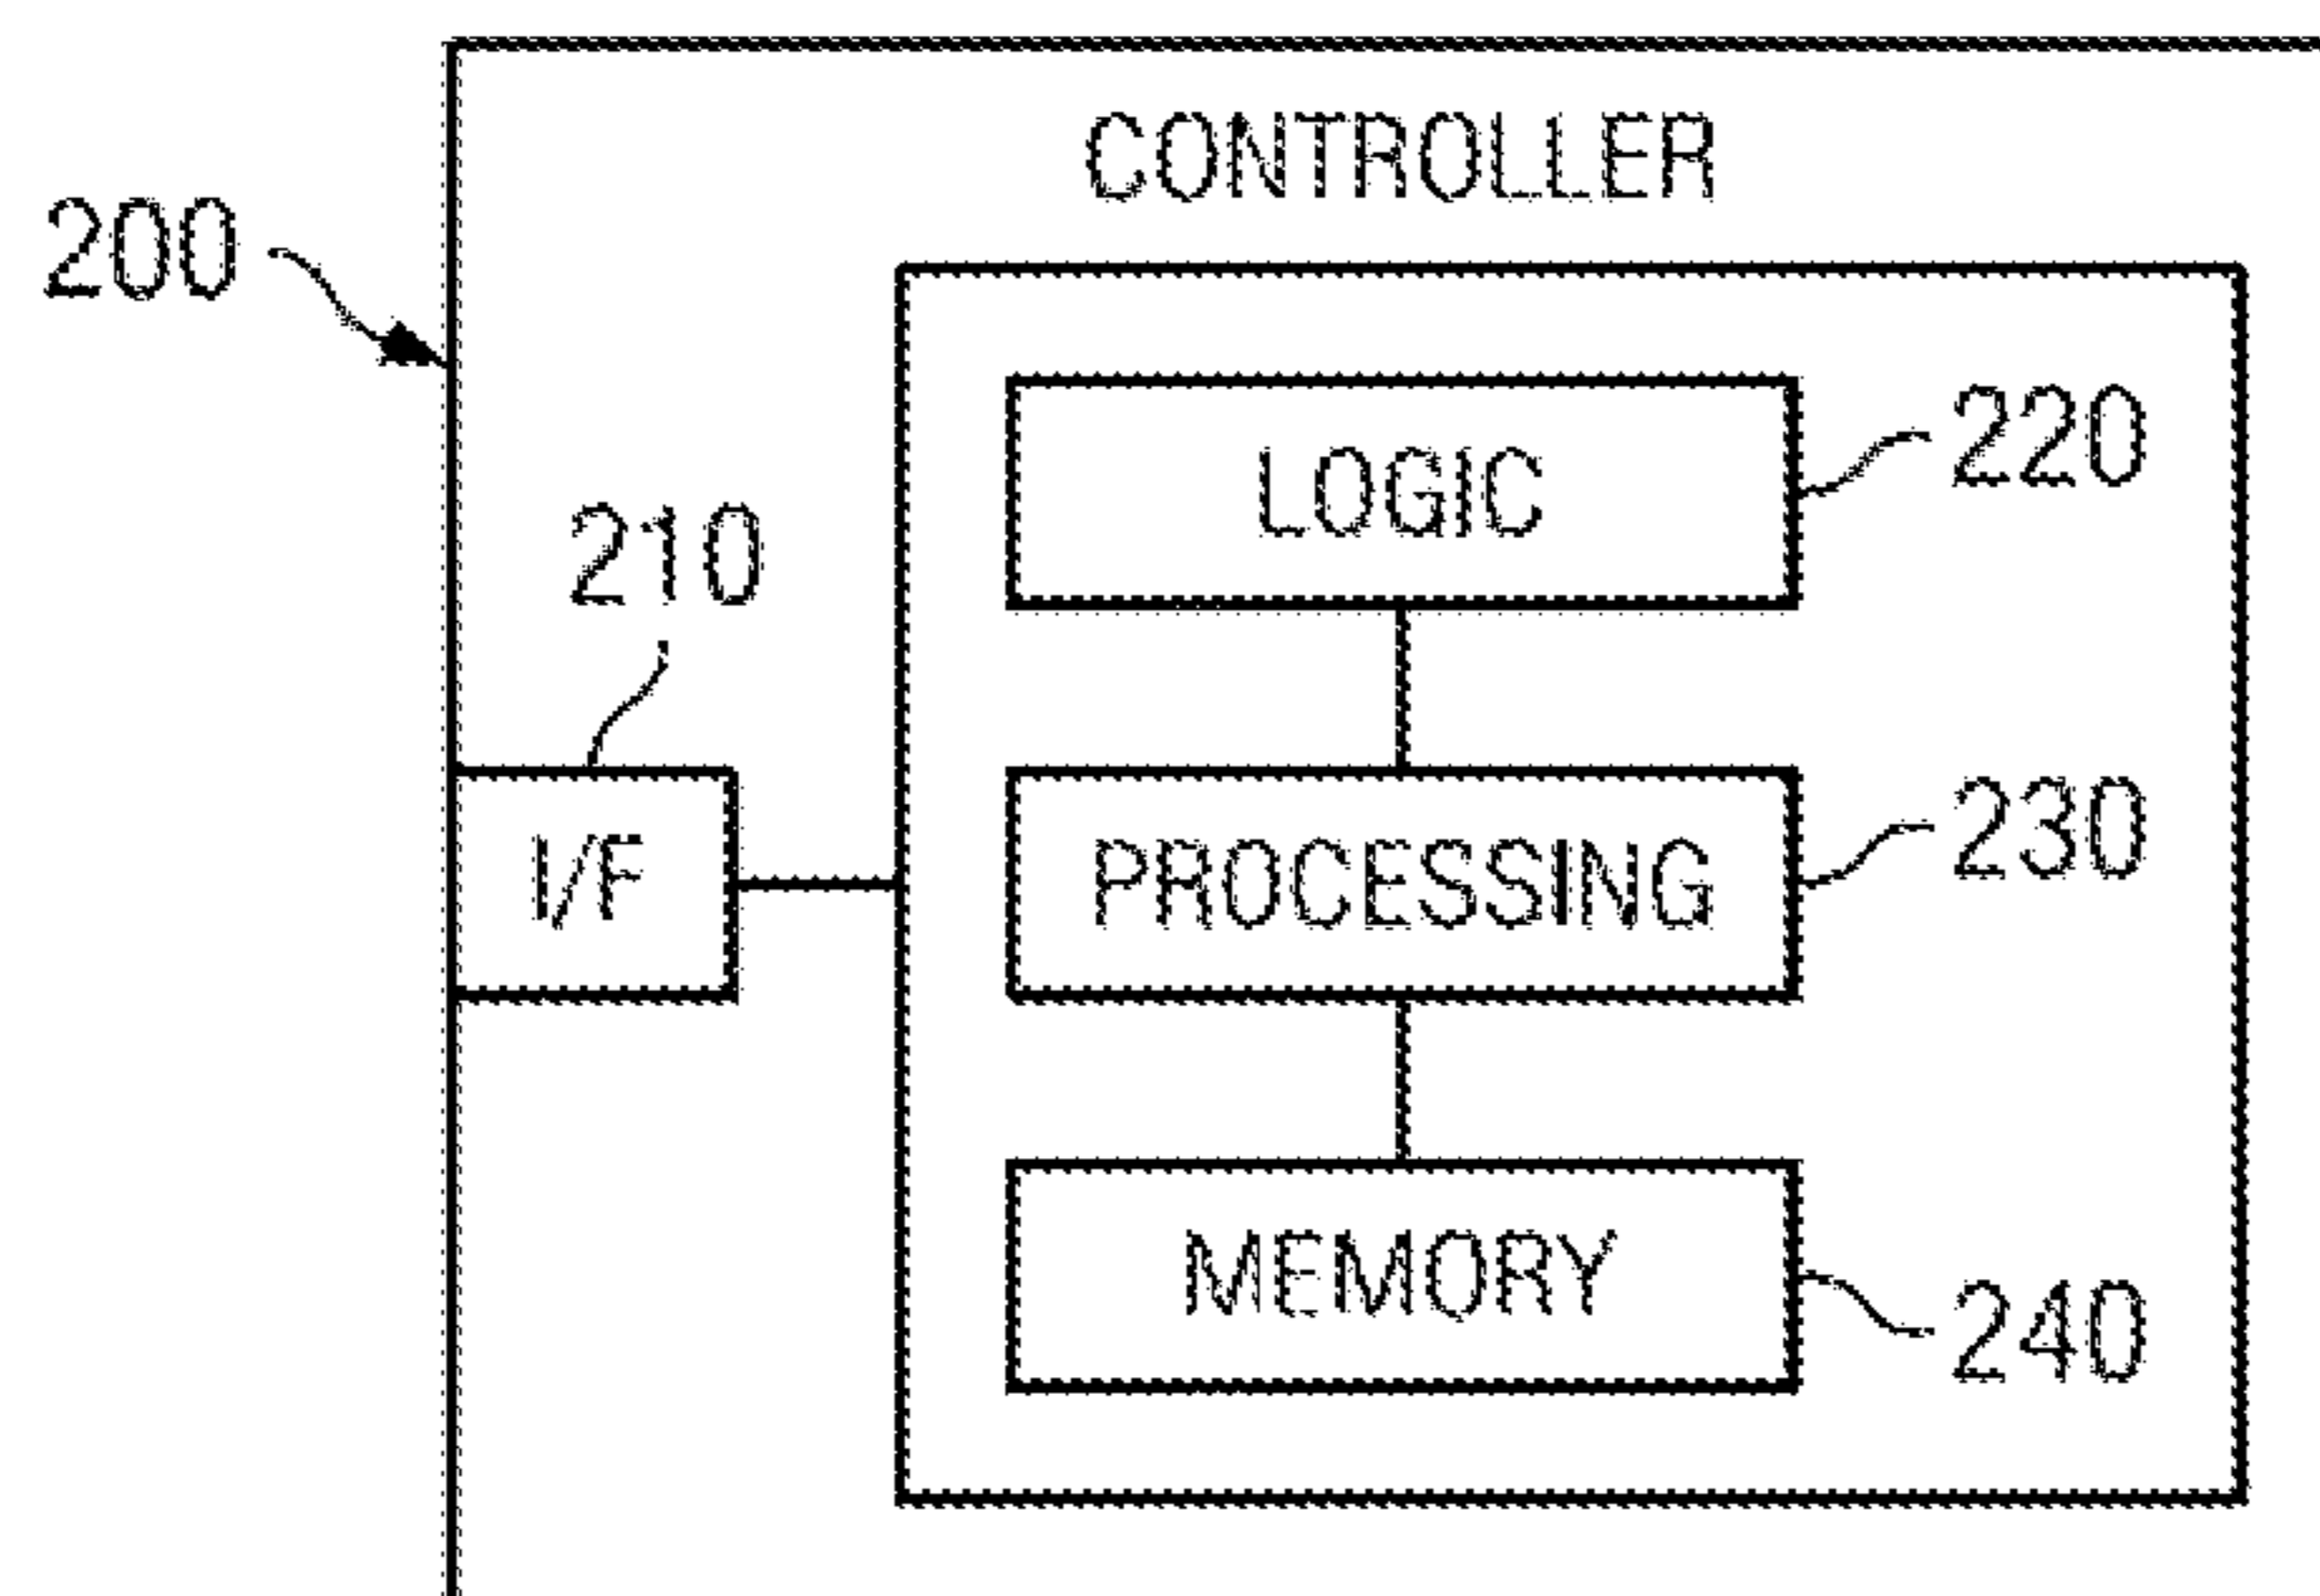 CONTROLLER
200
LOGIC
220
210
I/F
PROCESSING
230
MEMORY
240